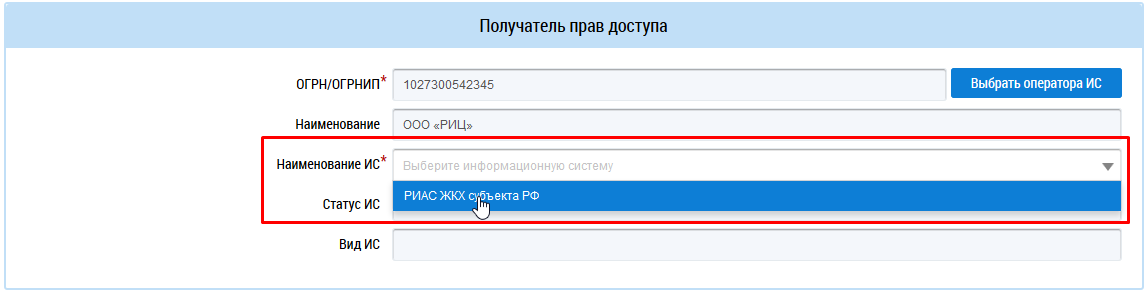 Получатель прав доступа
ОГРН/ОГРНИП* 1027300542345 Выбрать оператора ИС
Наименование ООО «РИЦ»
Наименование ИС* Выберите информационную систему
РИАС ЖКХ субъекта РФ
Статус ИС
Вид ИС